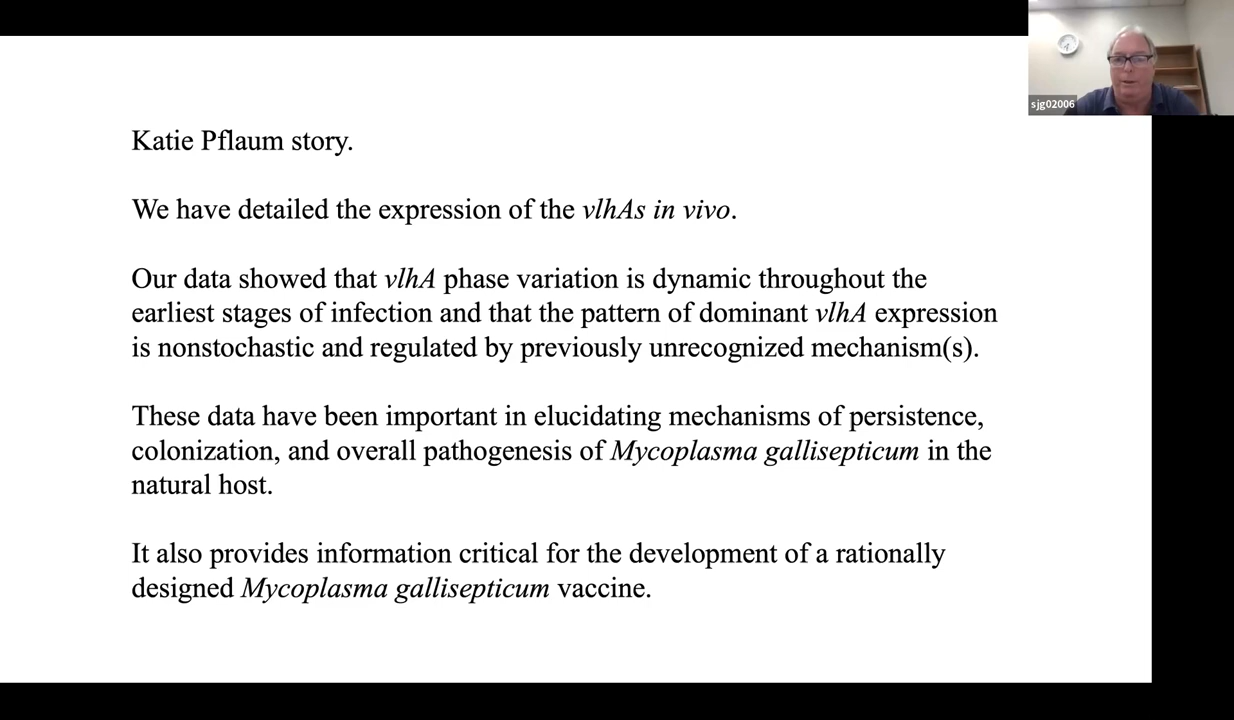 sjg02006
Katie Pflaum story.
We have detailed the expression of the vlhAs in vivo.
Our data showed that vlhA phase variation is dynamic throughout the
earliest stages of infection and that the pattern of dominant vlhA expression
is nonstochastic and regulated by previously unrecognized mechanism(s).
These data have been important in elucidating mechanisms of persistence,
colonization, and overall pathogenesis of Mycoplasma gallisepticum in the
natural host.
It also provides information critical for the development of a rationally
designed Mycoplasma gallisepticum vaccine.